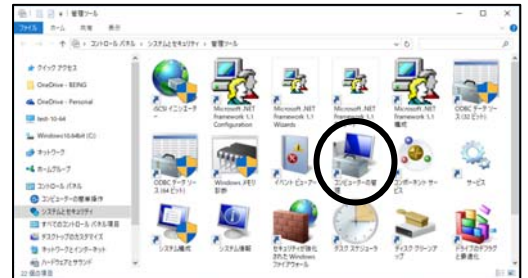 管理ツール
ファイル ホーム 共有 表示
コントロール パネル › システムとセキュリティ › 管理ツール
クイック アクセス
OneDrive - BEING
OneDrive - Personal
test-10-64
Windows10.64bit (C:)
ネットワーク
ホームグループ
コントロール パネル
コンピューターの簡単操作
システムとセキュリティ
すべてのコントロール パネル項目
デスクトップのカスタマイズ
ネットワークとインターネット
ハードウェアとサウンド
22 個の項目
iSCSI イニシエーター
Microsoft .NET Framework 1.1 Configuration
Microsoft .NET Framework 1.1 Wizards
Microsoft .NET Framework 1.1 ウィザード
Microsoft .NET Framework 1.1 構成
ODBC データ ソース (32 ビット)
ODBC データ ソース (64 ビット)
Windows メモリ診断
イベント ビューアー
コンピューターの管理
コンポーネント サービス
サービス
システム構成
システム情報
セキュリティが強化された Windows ファイアウォール
タスク スケジューラ
ディスク クリーンアップ
ドライブのデフラグと最適化